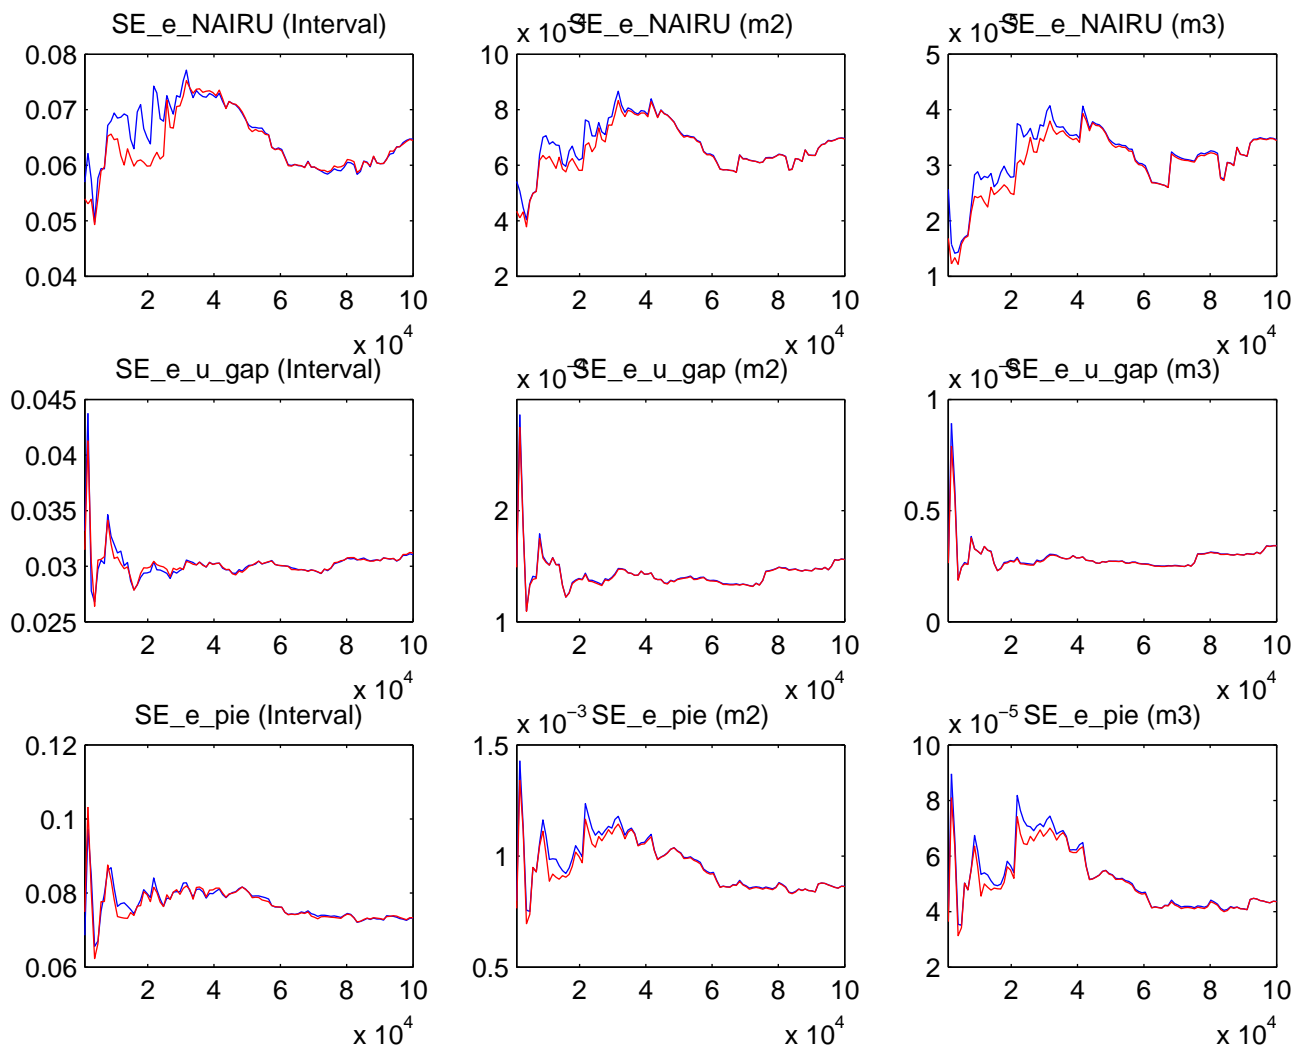 SE_e_NAIRU (Interval)
0.08
0.07
0.06
0.05
0.04
2 4 6 8 10
x 10^4
x 10^−4 SE_e_NAIRU (m2)
10
8
6
4
2
2 4 6 8 10
x 10^4
x 10^−5 SE_e_NAIRU (m3)
5
4
3
2
1
2 4 6 8 10
x 10^4
SE_e_u_gap (Interval)
0.045
0.04
0.035
0.03
0.025
2 4 6 8 10
x 10^4
x 10^−4 SE_e_u_gap (m2)
2
1
2 4 6 8 10
x 10^4
x 10 SE_e_u_gap (m3)
1
0.5
0
2 4 6 8 10
x 10^4
SE_e_pie (Interval)
0.12
0.1
0.08
0.06
2 4 6 8 10
x 10^4
x 10^−3 SE_e_pie (m2)
1.5
1
0.5
2 4 6 8 10
x 10^4
x 10^−5 SE_e_pie (m3)
10
8
6
4
2
2 4 6 8 10
x 10^4